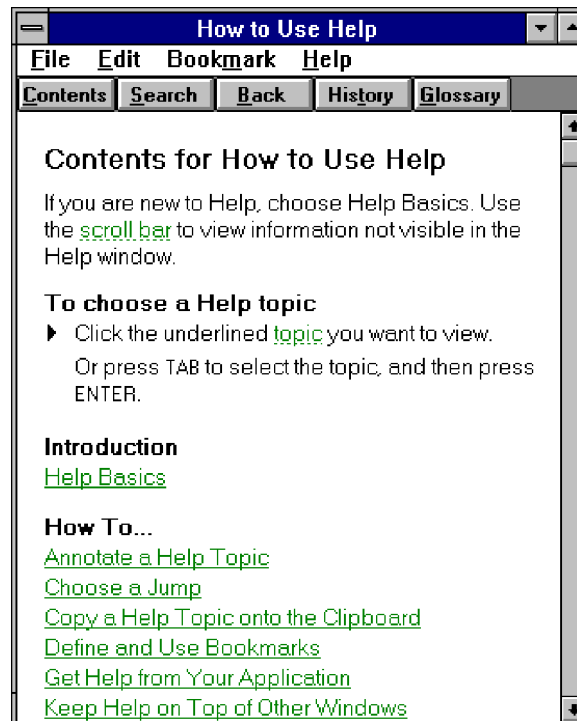 How to Use Help
File Edit Bookmark Help
Contents Search Back History Glossary
Contents for How to Use Help
If you are new to Help, choose Help Basics. Use
the scroll bar to view information not visible in the
Help window.
To choose a Help topic
Click the underlined topic you want to view.
Or press TAB to select the topic, and then press
ENTER.
Introduction
Help Basics
How To...
Annotate a Help Topic
Choose a Jump
Copy a Help Topic onto the Clipboard
Define and Use Bookmarks
Get Help from Your Application
Keep Help on Top of Other Windows